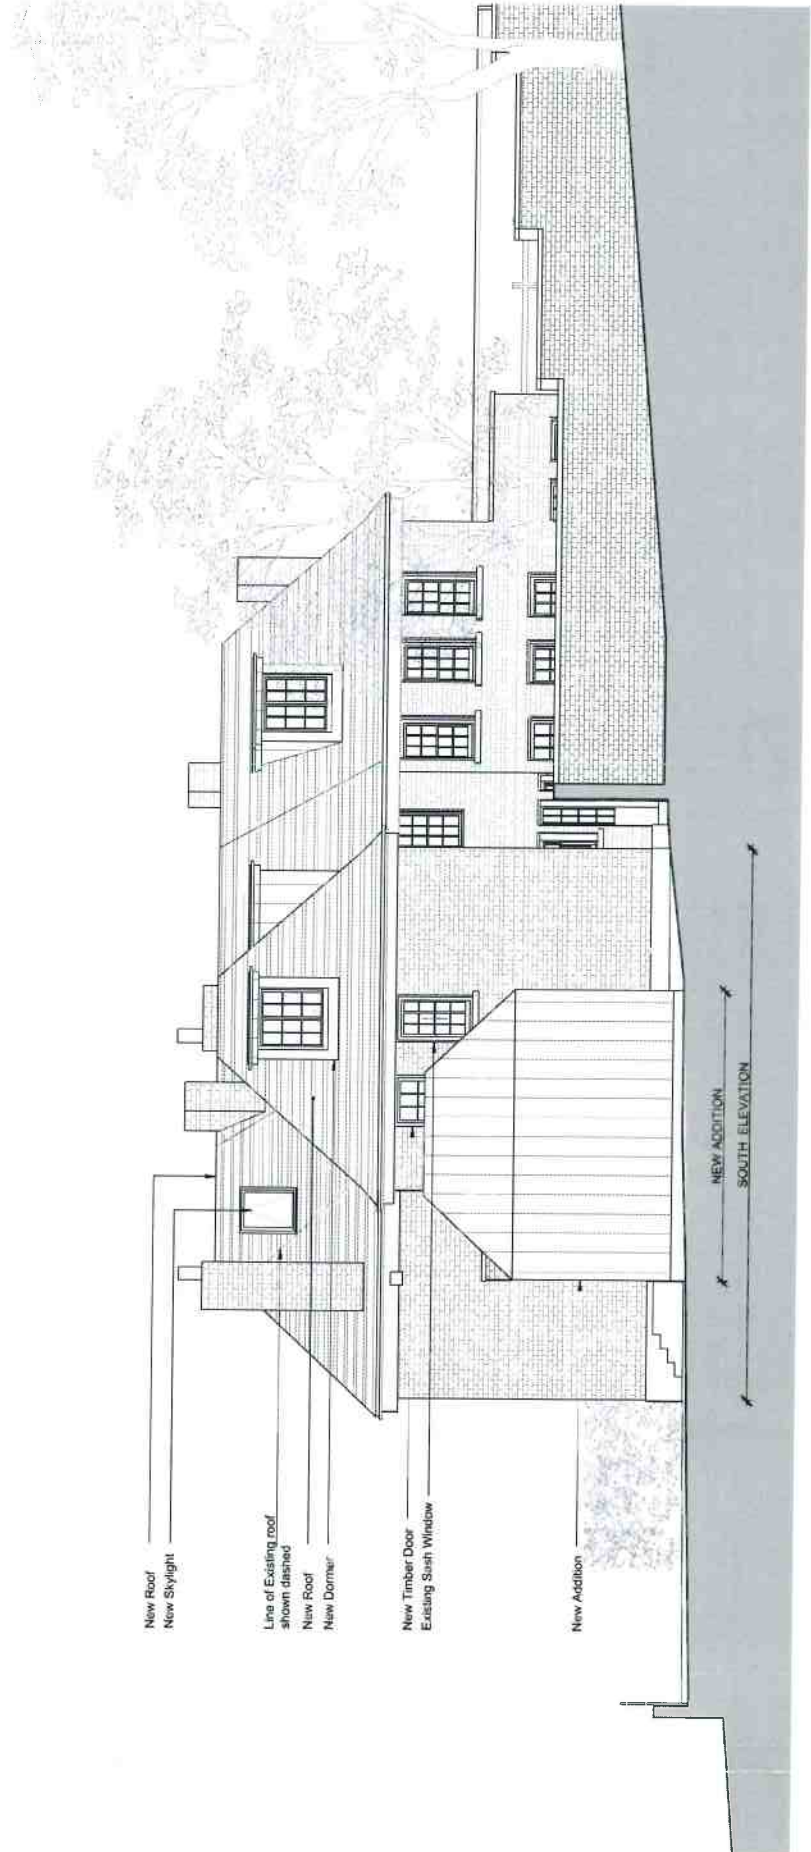 New Roof
New Skylight
Line of Existing roof
shown dashed
New Roof
New Dormer
New Timber Door
Existing Sash Window
New Addition
NEW ADDITION
SOUTH ELEVATION